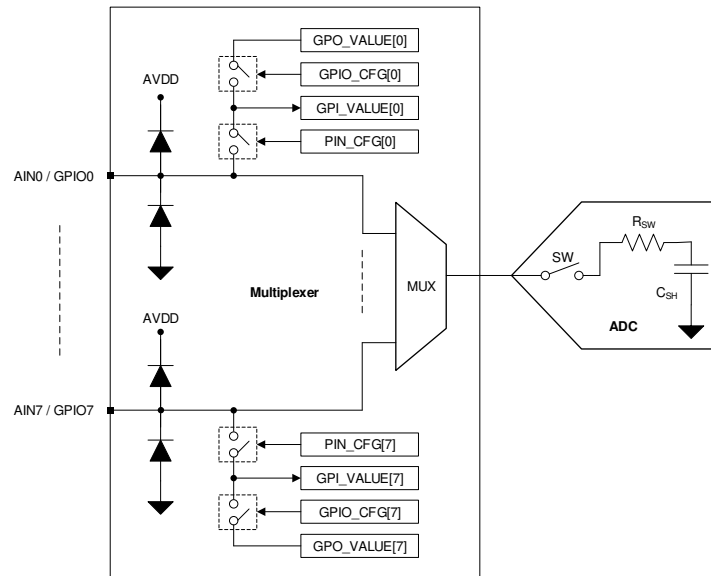 GPO_VALUE[0]
AVDD
GPIO_CFG[0]
GPI_VALUE[0]
PIN_CFG[0]
AIN0 / GPIO0
RSW
SW
Multiplexer
MUX
CSH
AVDD
ADC
AIN7 / GPIO7
PIN_CFG[7]
GPI_VALUE[7]
GPIO_CFG[7]
GPO_VALUE[7]